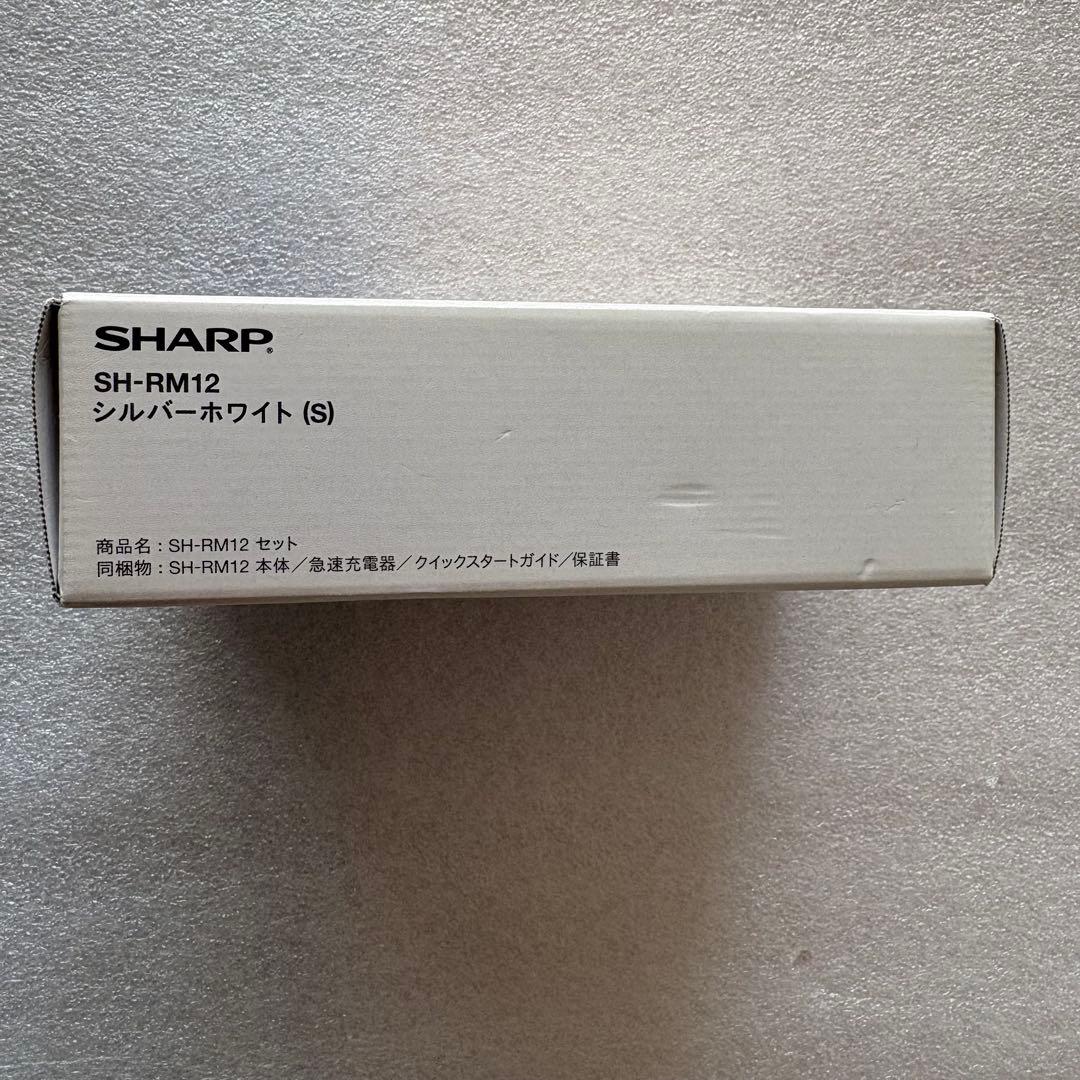 SHARP®
SH-RM12
シルバーホワイト (S)
商品名：SH-RM12 セット
同梱物：SH-RM12 本体／急速充電器／クイックスタートガイド／保証書